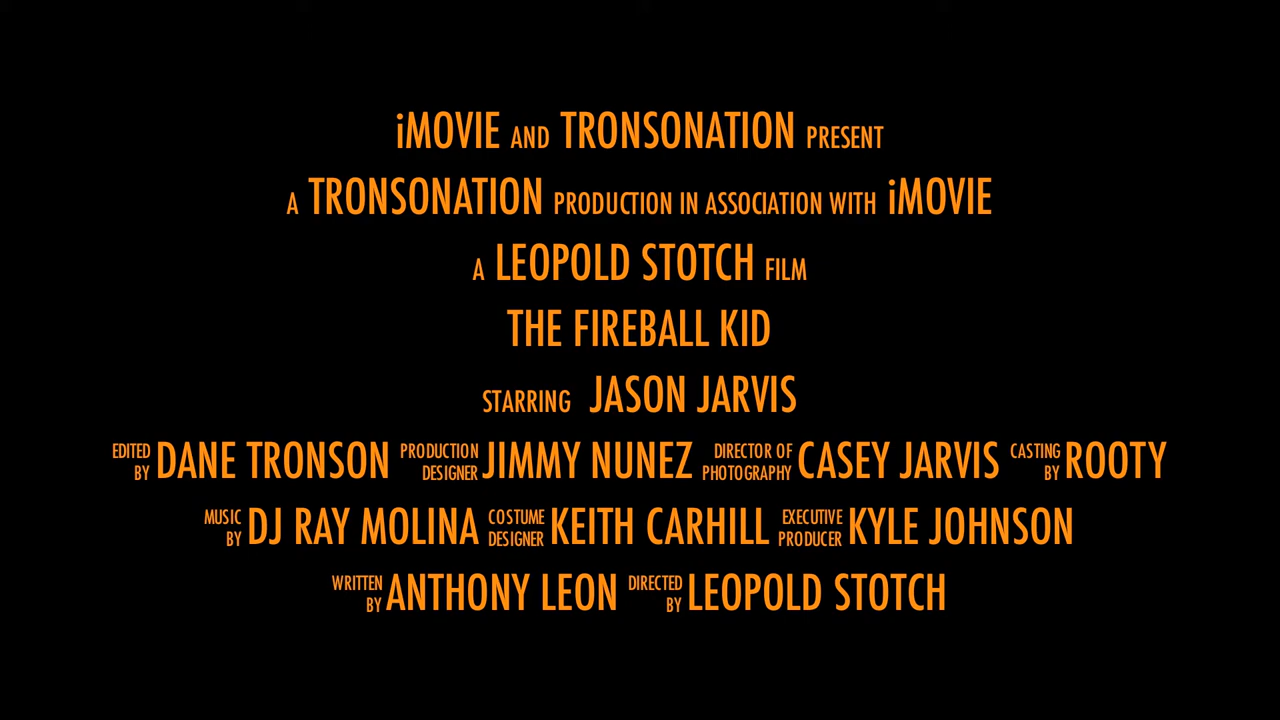 iMOVIE AND TRONSONATION PRESENT
A TRONSONATION PRODUCTION IN ASSOCIATION WITH iMOVIE
A LEOPOLD STOTCH FILM
THE FIREBALL KID
STARRING JASON JARVIS
EDITED BY DANE TRONSON PRODUCTION DESIGNER JIMMY NUNEZ DIRECTOR OF PHOTOGRAPHY CASEY JARVIS CASTING BY ROOTY
MUSIC BY DJ RAY MOLINA COSTUME DESIGNER KEITH CARHILL EXECUTIVE PRODUCER KYLE JOHNSON
WRITTEN BY ANTHONY LEON DIRECTED BY LEOPOLD STOTCH